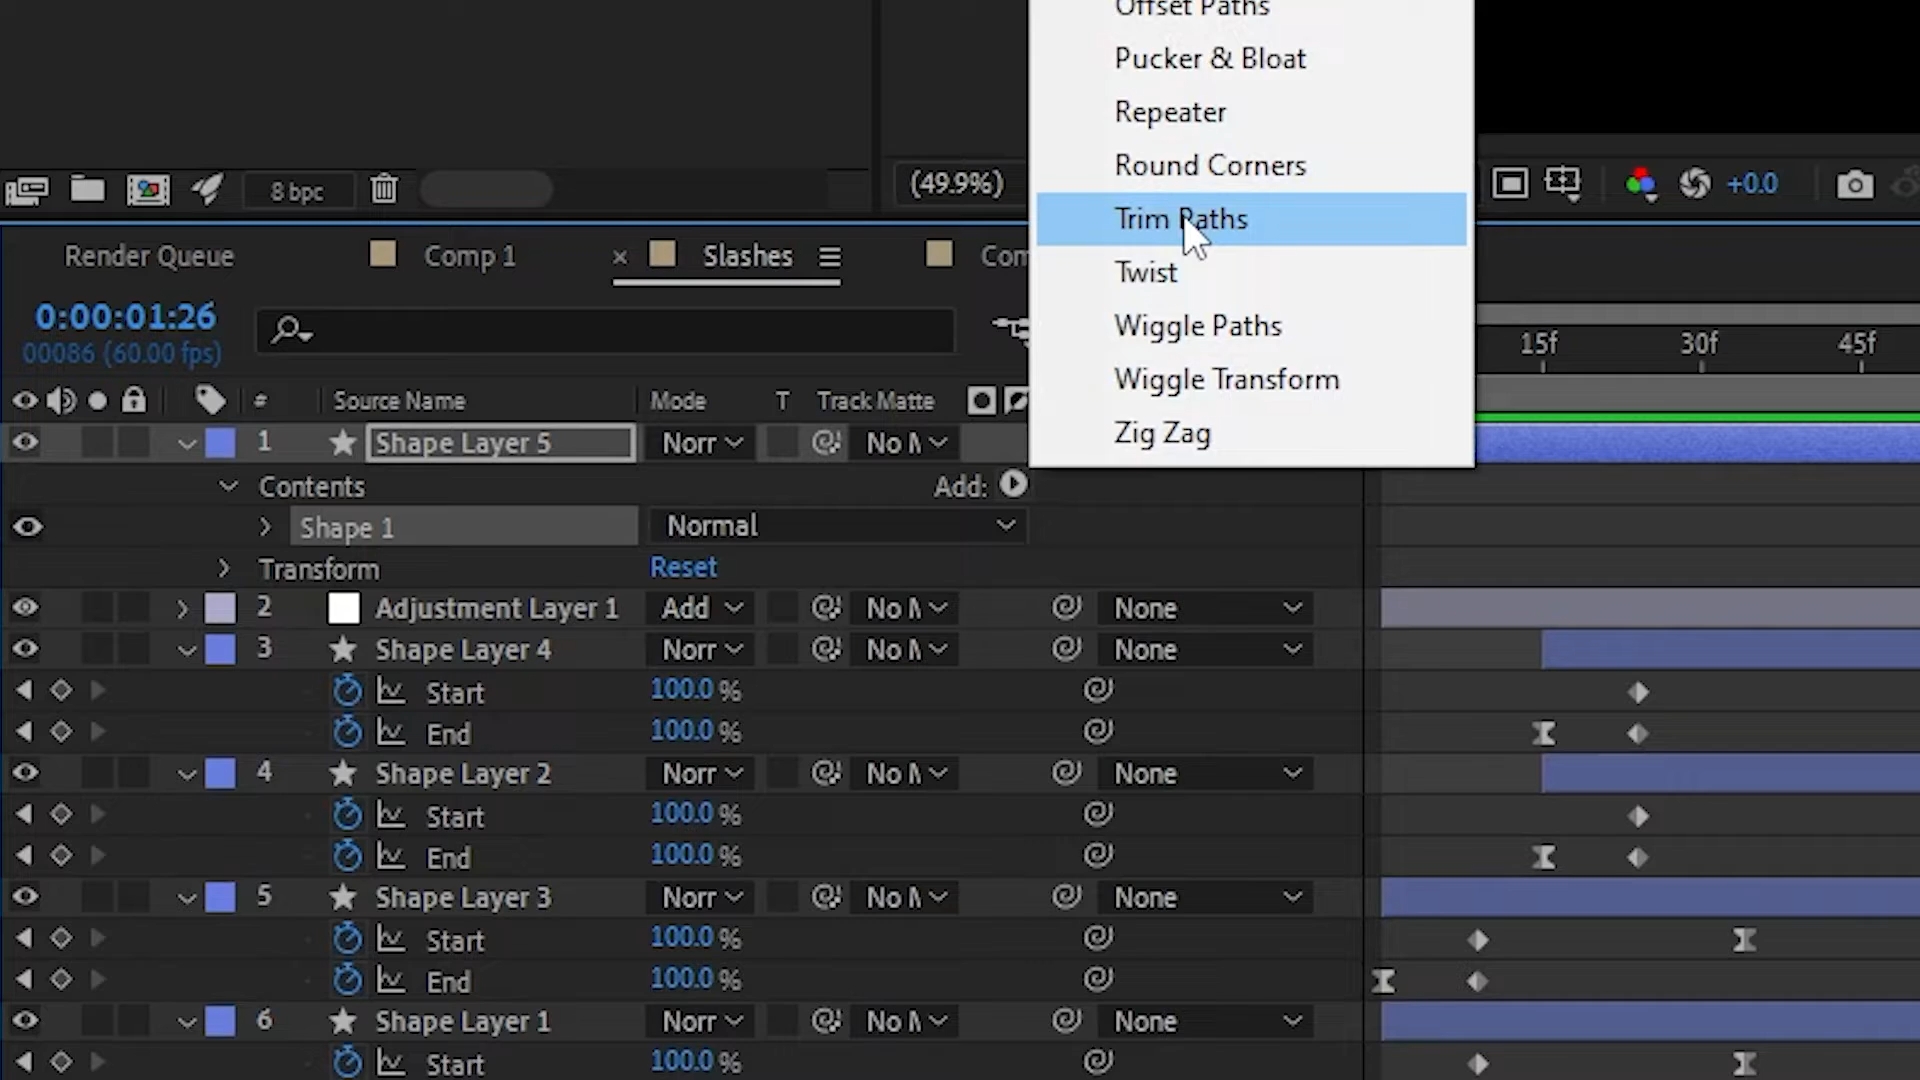 Offset Paths
Pucker & Bloat
Repeater
Round Corners
Trim Paths
Twist
Wiggle Paths
Wiggle Transform
Zig Zag
8 bpc
(49.9%)
+0.0
Render Queue
Comp 1
× Slashes
Com
0:00:01:26
00086 (60.00 fps)
15f 30f 45f
# Source Name Mode T Track Matte
1 Shape Layer 5 Norr No M
Contents Add:
Shape 1 Normal
Transform Reset
2 Adjustment Layer 1 Add No M None
3 Shape Layer 4 Norr No M None
Start 100.0 %
End 100.0 %
4 Shape Layer 2 Norr No M None
Start 100.0 %
End 100.0 %
5 Shape Layer 3 Norr No M None
Start 100.0 %
End 100.0 %
6 Shape Layer 1 Norr No M None
Start 100.0 %